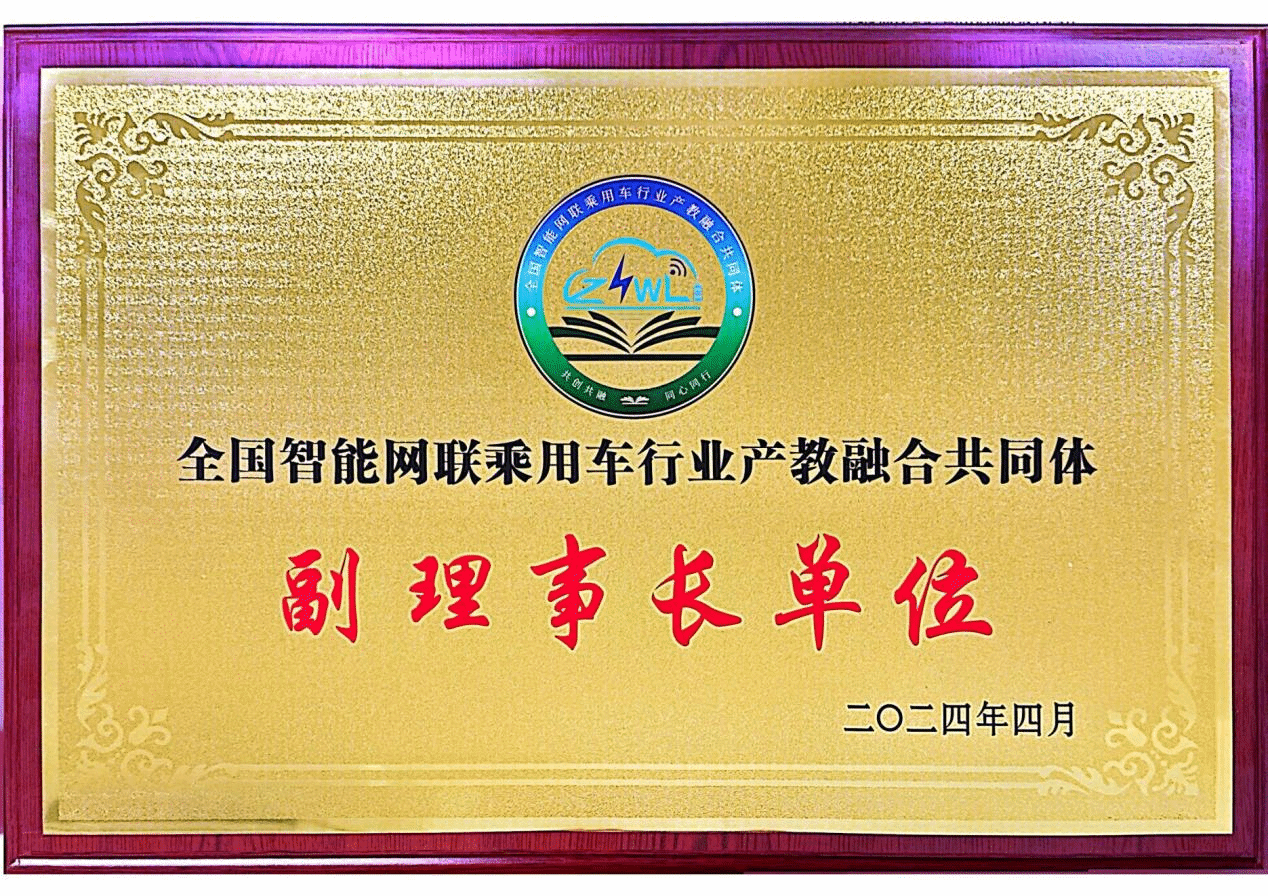 全国智能网联乘用车行业产教融合共同体
ZWL
共创共融 同心同行
全国智能网联乘用车行业产教融合共同体
副理事长单位
二〇二四年四月